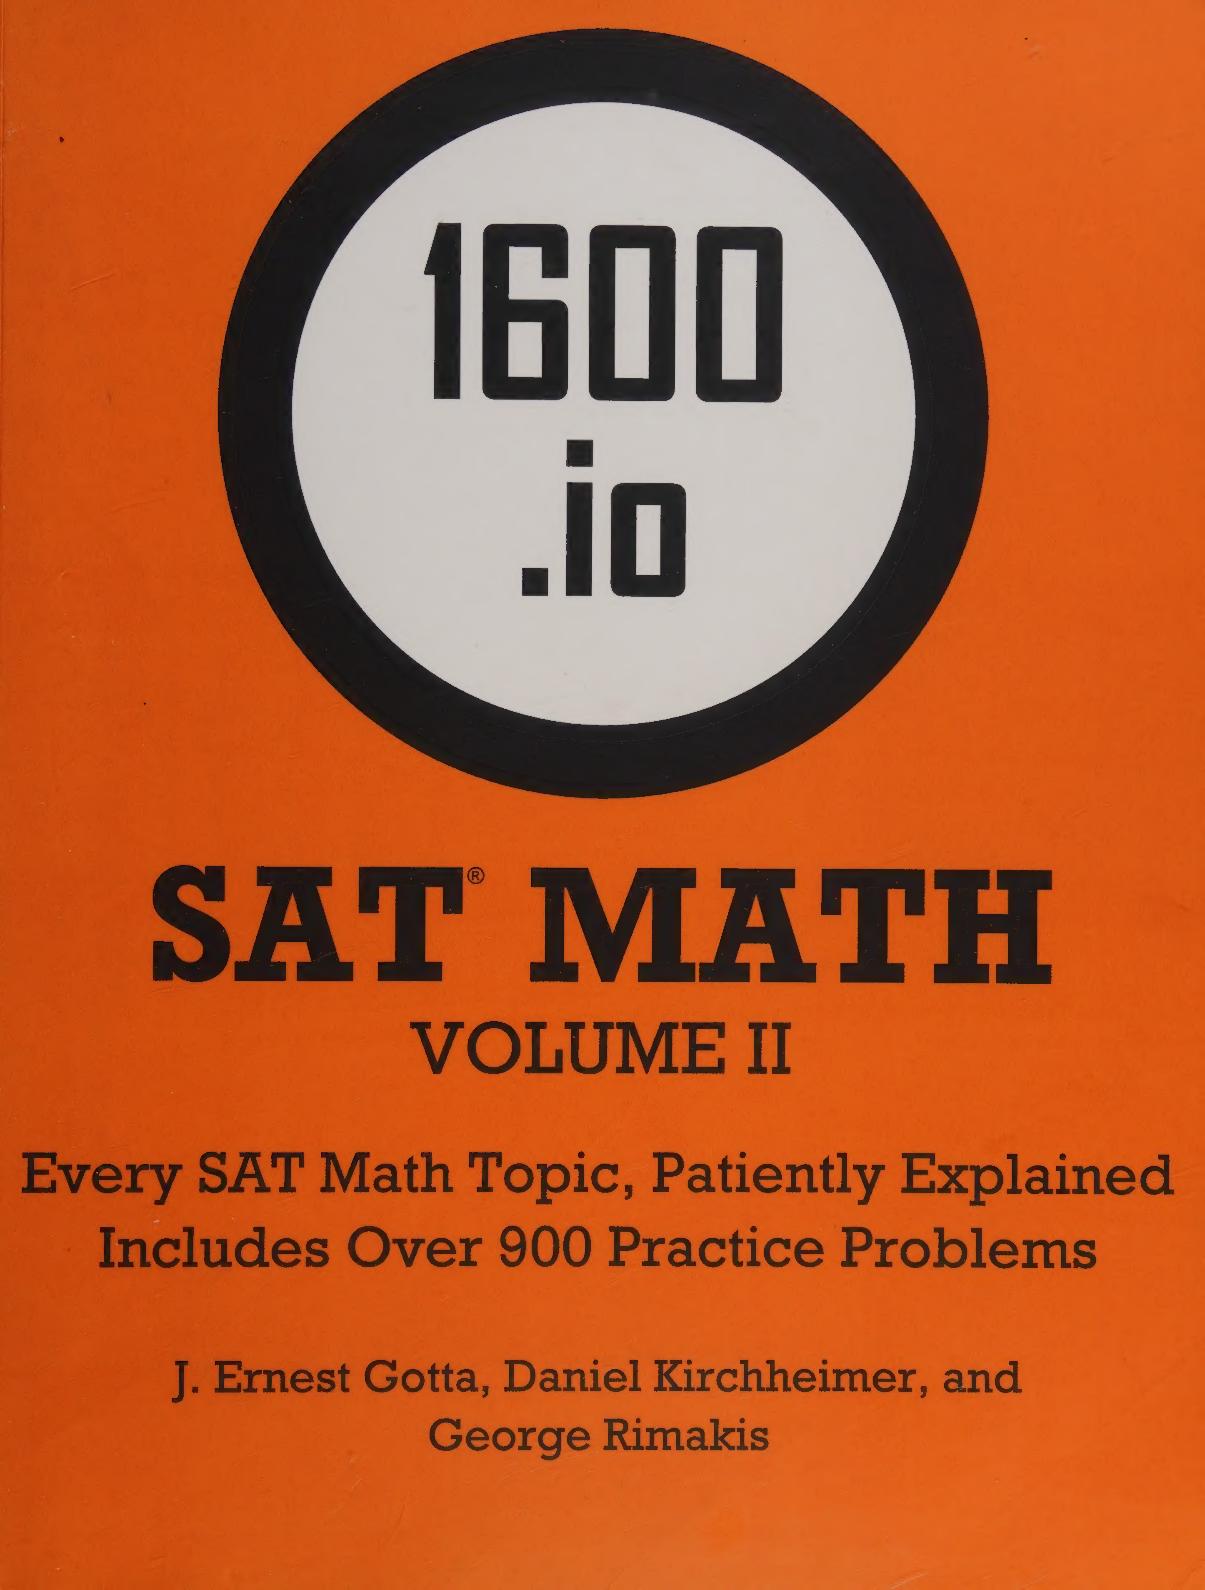 1600
.io
SAT® MATH
VOLUME II
Every SAT Math Topic, Patiently Explained
Includes Over 900 Practice Problems
J. Ernest Gotta, Daniel Kirchheimer, and
George Rimakis